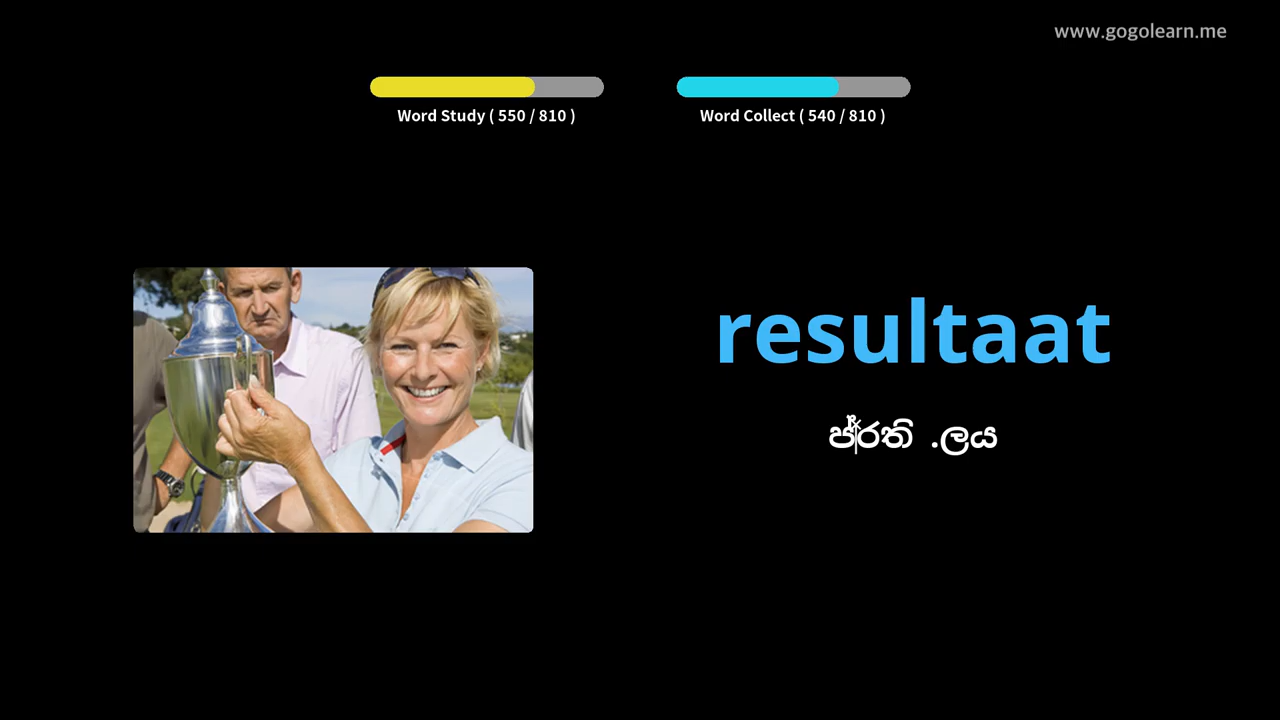 www.gogolearn.me
Word Study ( 550 / 810 )
Word Collect ( 540 / 810 )
resultaat
ප්‍රති .ලය